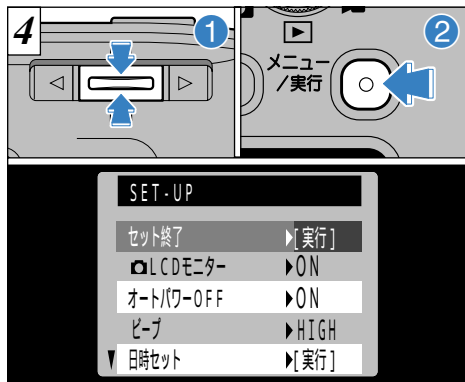 4
1
2
メニュー
/実行
SET-UP
セット終了 [実行]
LCDモニター ON
オートパワーOFF ON
ビープ HIGH
日時セット [実行]